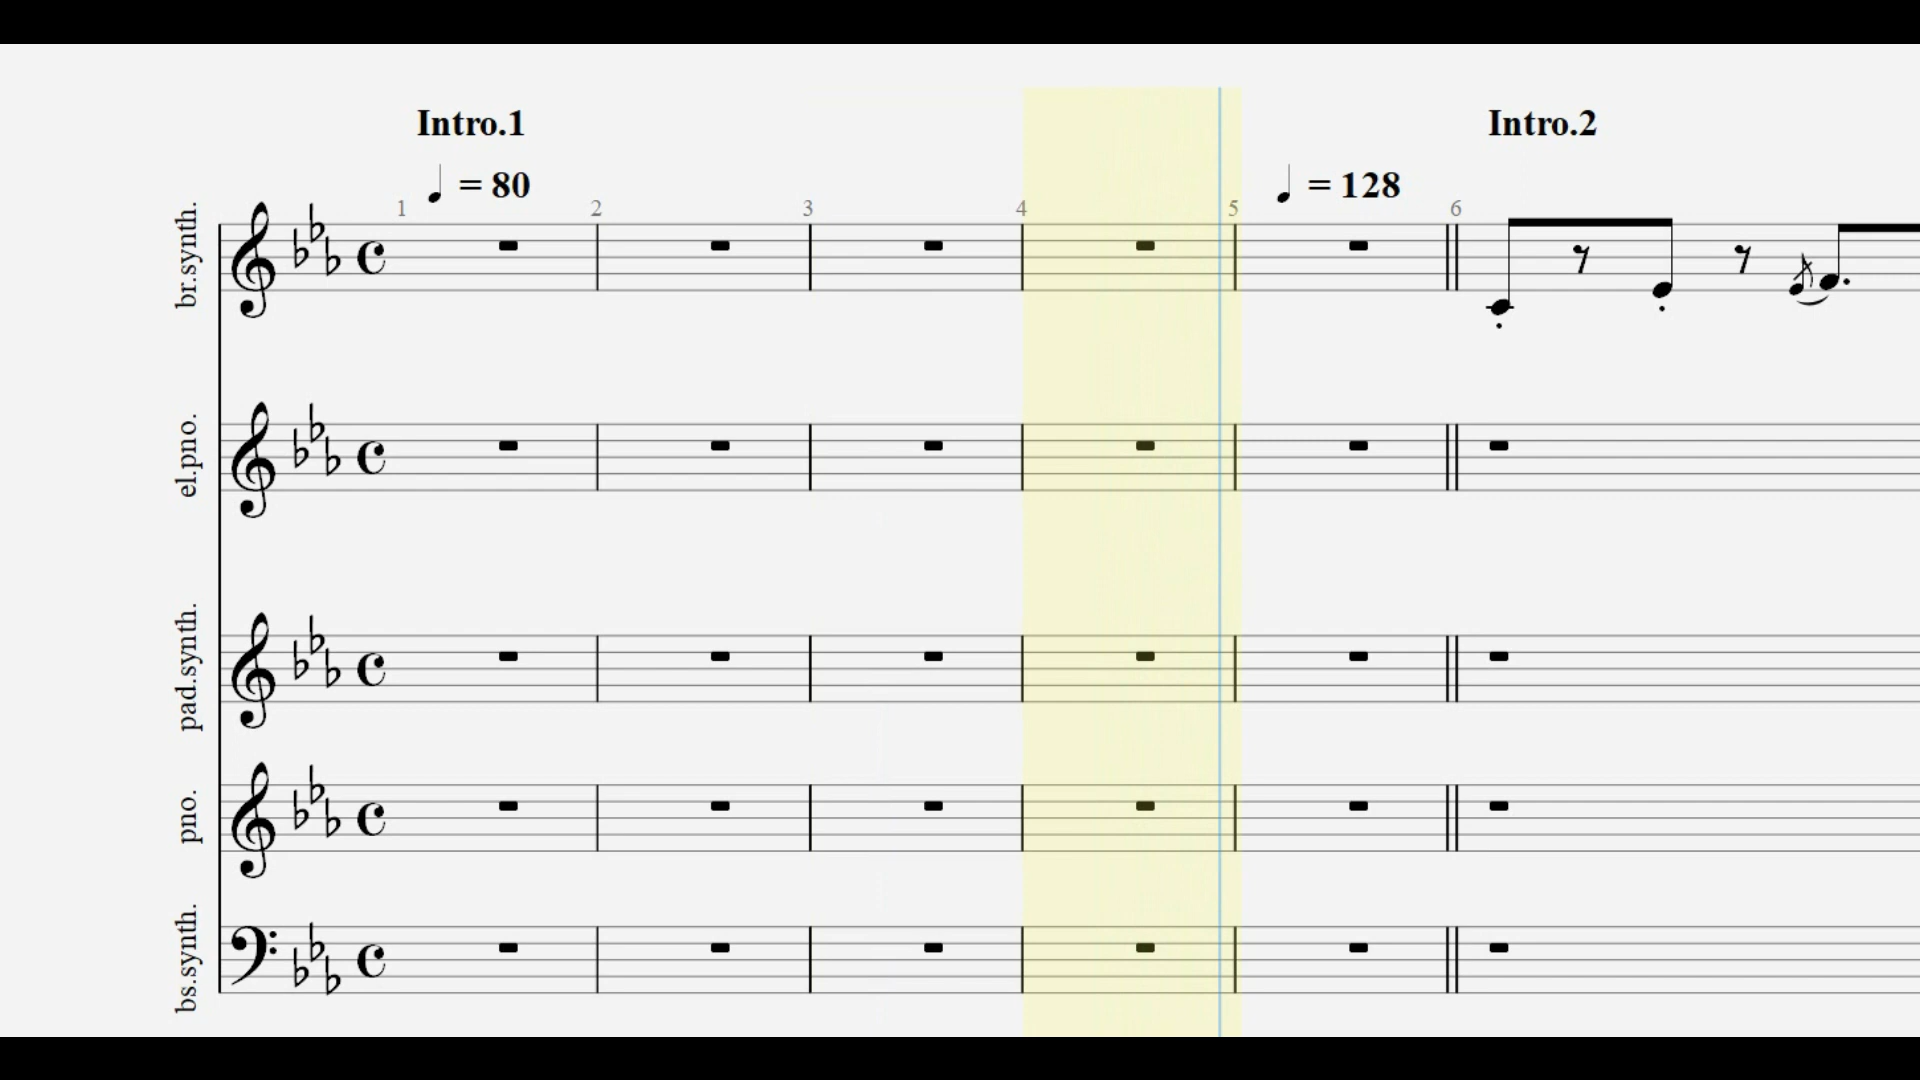 Intro.1 Intro.2
= 80 = 128
1 2 3 4 5 6
br.synth.
el.pno.
pad.synth.
pno.
bs.synth.